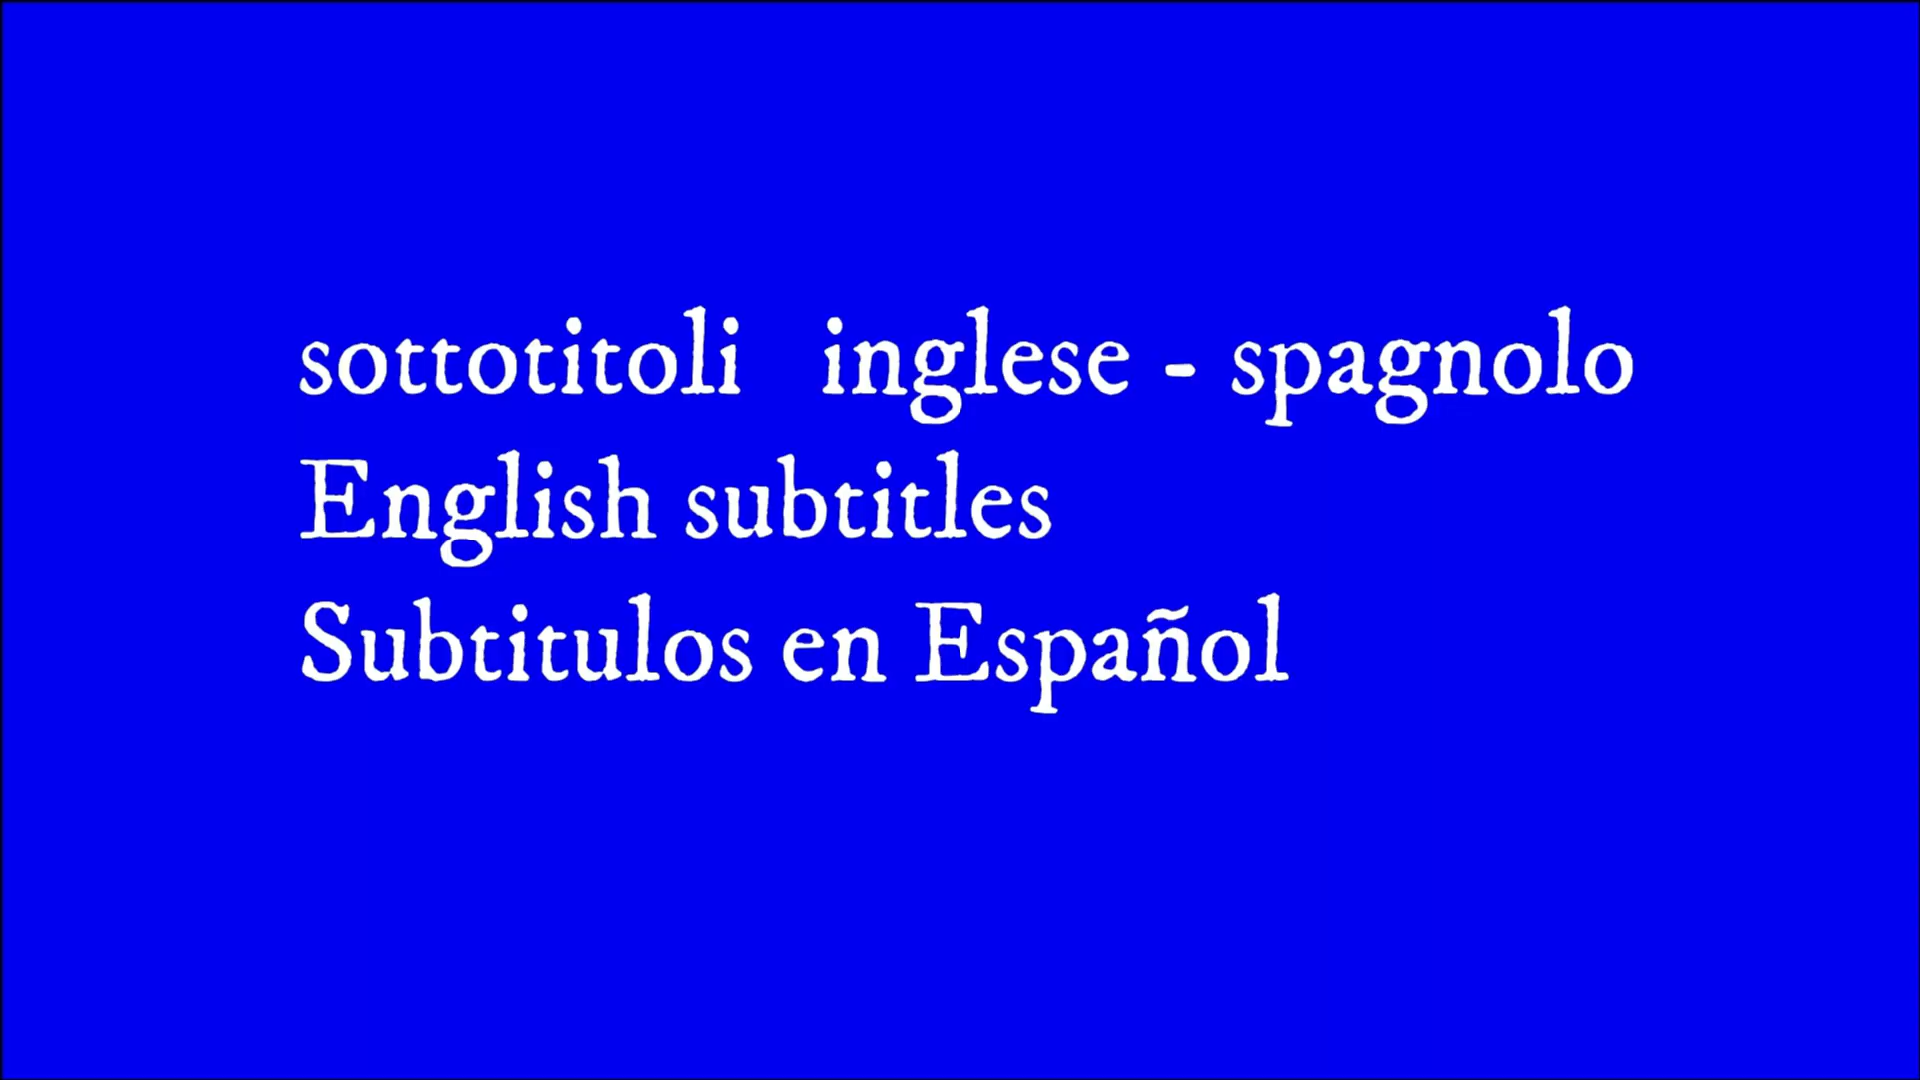 sottotitoli inglese - spagnolo
English subtitles
Subtitulos en Español